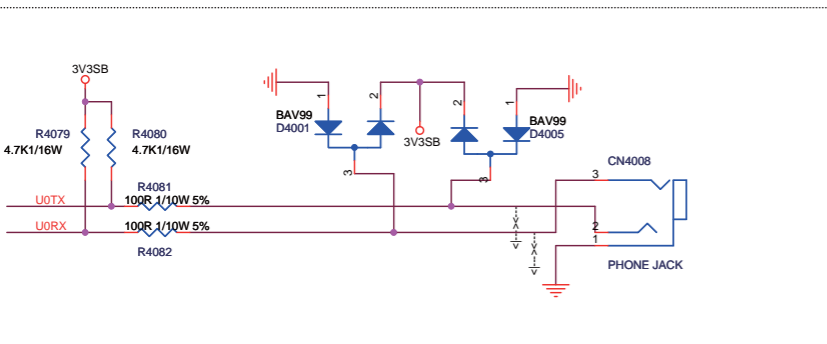 3V3SB
R4079
4.7K1/16W
R4080
4.7K1/16W
1
BAV99
D4001
2
3
3V3SB
2
1
BAV99
D4005
3
CN4008
3
2
1
PHONE JACK
U0TX
R4081
100R 1/10W 5%
U0RX
100R 1/10W 5%
R4082